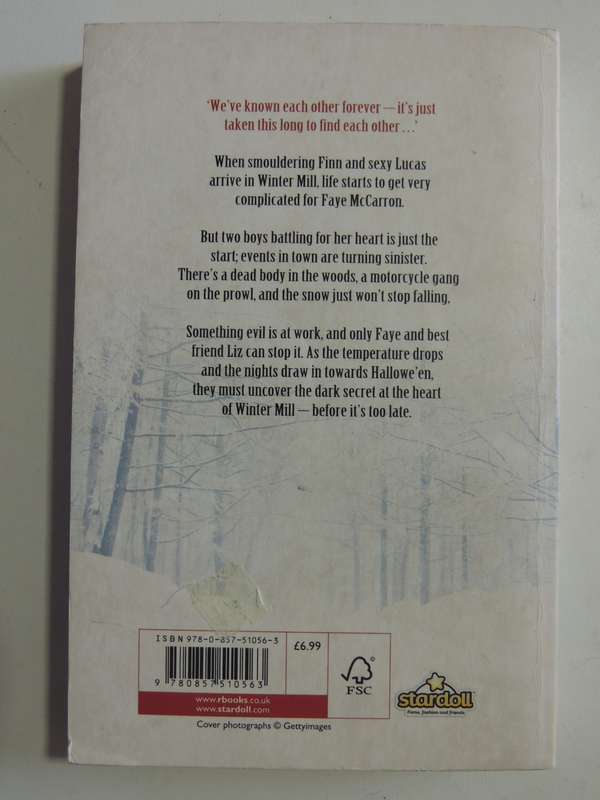 ‘We’ve known each other forever – it’s just
taken this long to find each other ...’
When smouldering Finn and sexy Lucas
arrive in Winter Mill, life starts to get very
complicated for Faye McCarron.
But two boys battling for her heart is just the
start; events in town are turning sinister.
There’s a dead body in the woods, a motorcycle gang
on the prowl, and the snow just won’t stop falling,
Something evil is at work, and only Faye and best
friend Liz can stop it. As the temperature drops
and the nights draw in towards Hallowe’en,
they must uncover the dark secret at the heart
of Winter Mill – before it’s too late.
ISBN 978-0-857-51056-3
£6.99
9 780857 510563
FSC
www.rbooks.co.uk
www.stardoll.com
stardoll
Fame, fashion and friends
Cover photographs © Gettyimages